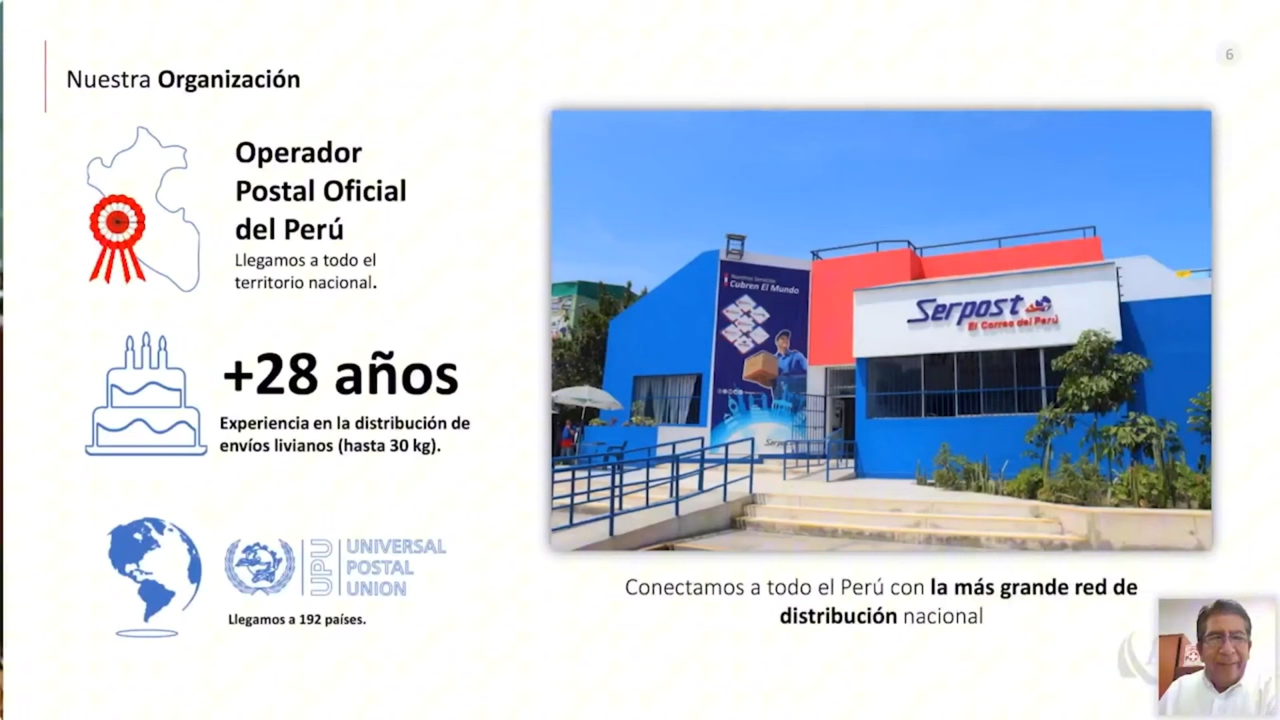 6
Nuestra Organización
Operador
Postal Oficial
del Perú
Llegamos a todo el
territorio nacional.
+28 años
Experiencia en la distribución de
envíos livianos (hasta 30 kg).
UPU
UNIVERSAL
POSTAL
UNION
Llegamos a 192 países.
Nuestros Servicios
Cubren El Mundo
Serpost
El Correo del Perú
Conectamos a todo el Perú con la más grande red de
distribución nacional